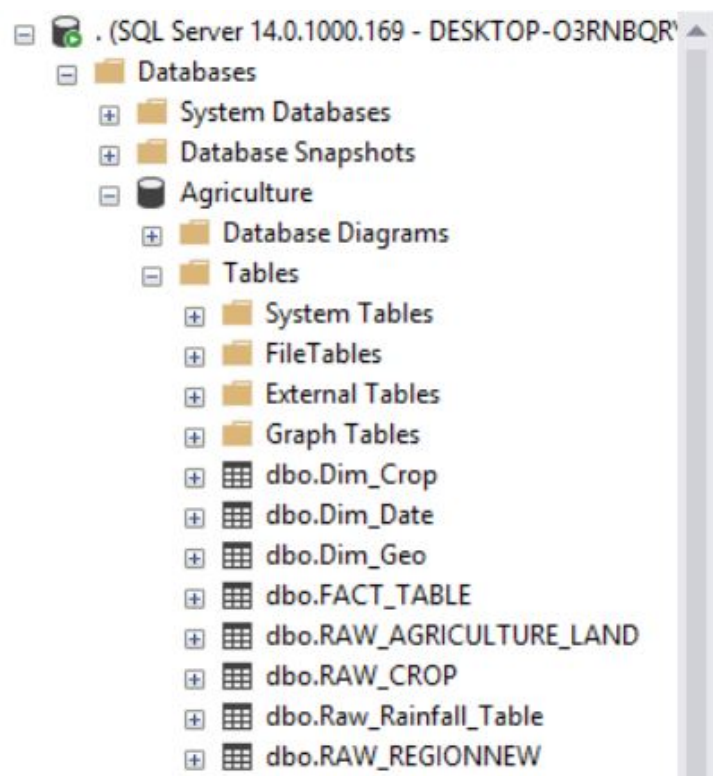 . (SQL Server 14.0.1000.169 - DESKTOP-O3RNBQR
Databases
System Databases
Database Snapshots
Agriculture
Database Diagrams
Tables
System Tables
FileTables
External Tables
Graph Tables
dbo.Dim_Crop
dbo.Dim_Date
dbo.Dim_Geo
dbo.FACT_TABLE
dbo.RAW_AGRICULTURE_LAND
dbo.RAW_CROP
dbo.Raw_Rainfall_Table
dbo.RAW_REGIONNEW